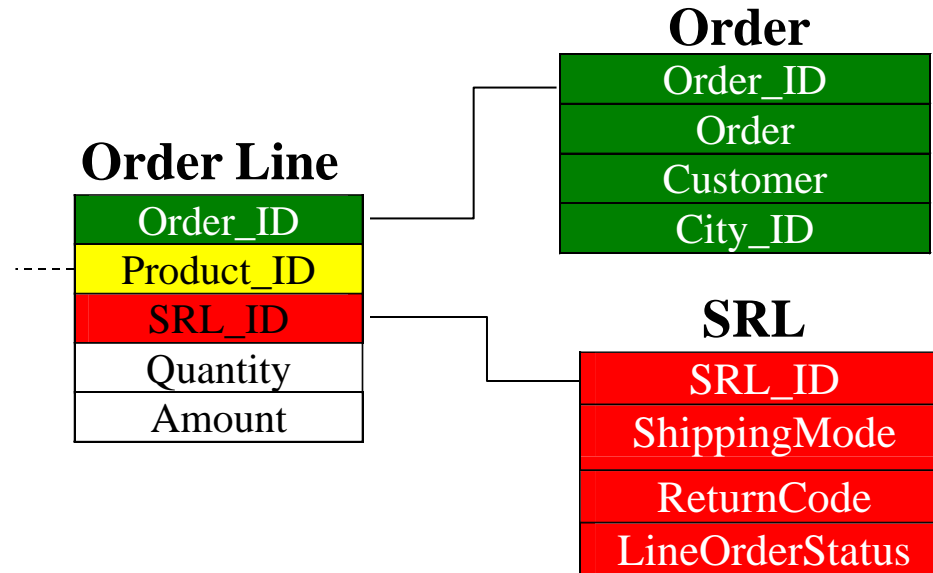 Order
Order_ID
Order
Customer
City_ID
Order Line
Order_ID
Product_ID
SRL_ID
Quantity
Amount
SRL
SRL_ID
ShippingMode
ReturnCode
LineOrderStatus